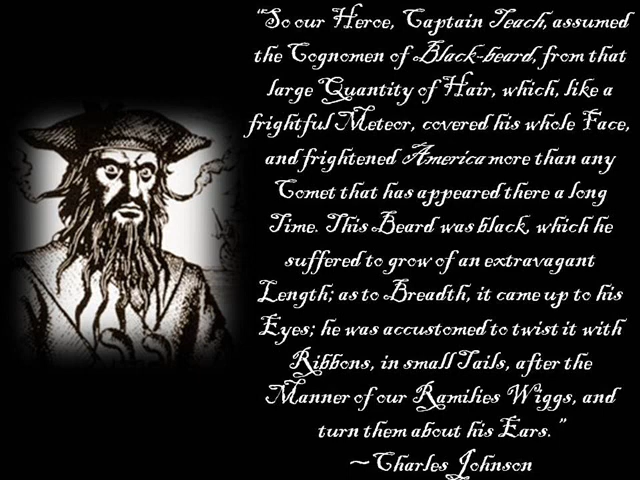 “So our Heroe, Captain Teach, assumed
the Cognomen of Black-beard, from that
large Quantity of Hair, which, like a
frightful Meteor, covered his whole Face,
and frightened America more than any
Comet that has appeared there a long
Time. This Beard was black, which he
suffered to grow of an extravagant
Length; as to Breadth, it came up to his
Eyes; he was accustomed to twist it with
Ribbons, in small Tails, after the
Manner of our Ramilies Wiggs, and
turn them about his Ears.”
~Charles Johnson